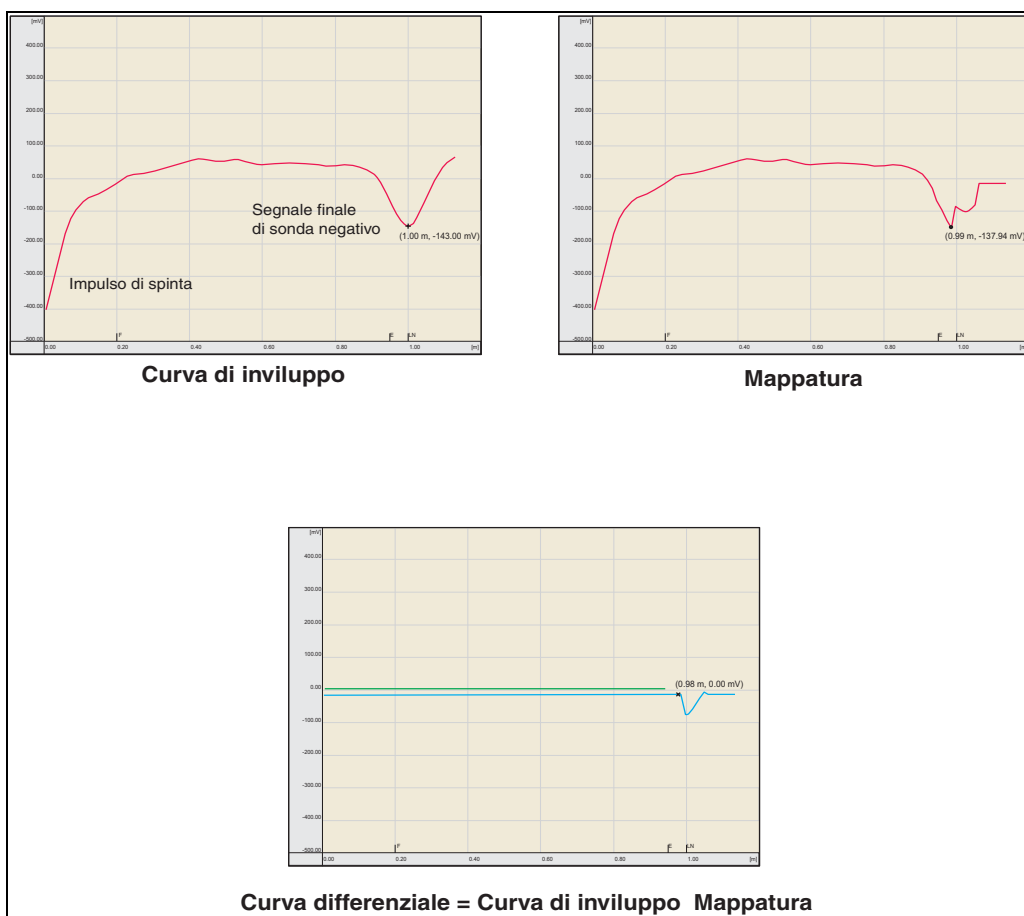 [mV]
400.00
300.00
200.00
100.00
0.00
-100.00
-200.00
-300.00
-400.00
-500.00
Segnale finale
di sonda negativo
(1.00 m, -143.00 mV)
Impulso di spinta
F
E
LN
0.00 0.20 0.40 0.60 0.80 1.00 [m]
Curva di inviluppo
[mV]
400.00
300.00
200.00
100.00
0.00
-100.00
-200.00
-300.00
-400.00
-500.00
(0.99 m, -137.94 mV)
F
E
LN
0.00 0.20 0.40 0.60 0.80 1.00 [m]
Mappatura
[mV]
400.00
300.00
200.00
100.00
0.00
-100.00
-200.00
-300.00
-400.00
-500.00
(0.98 m, 0.00 mV)
F
E
LN
0.00 0.20 0.40 0.60 0.80 1.00 [m]
Curva differenziale = Curva di inviluppo Mappatura